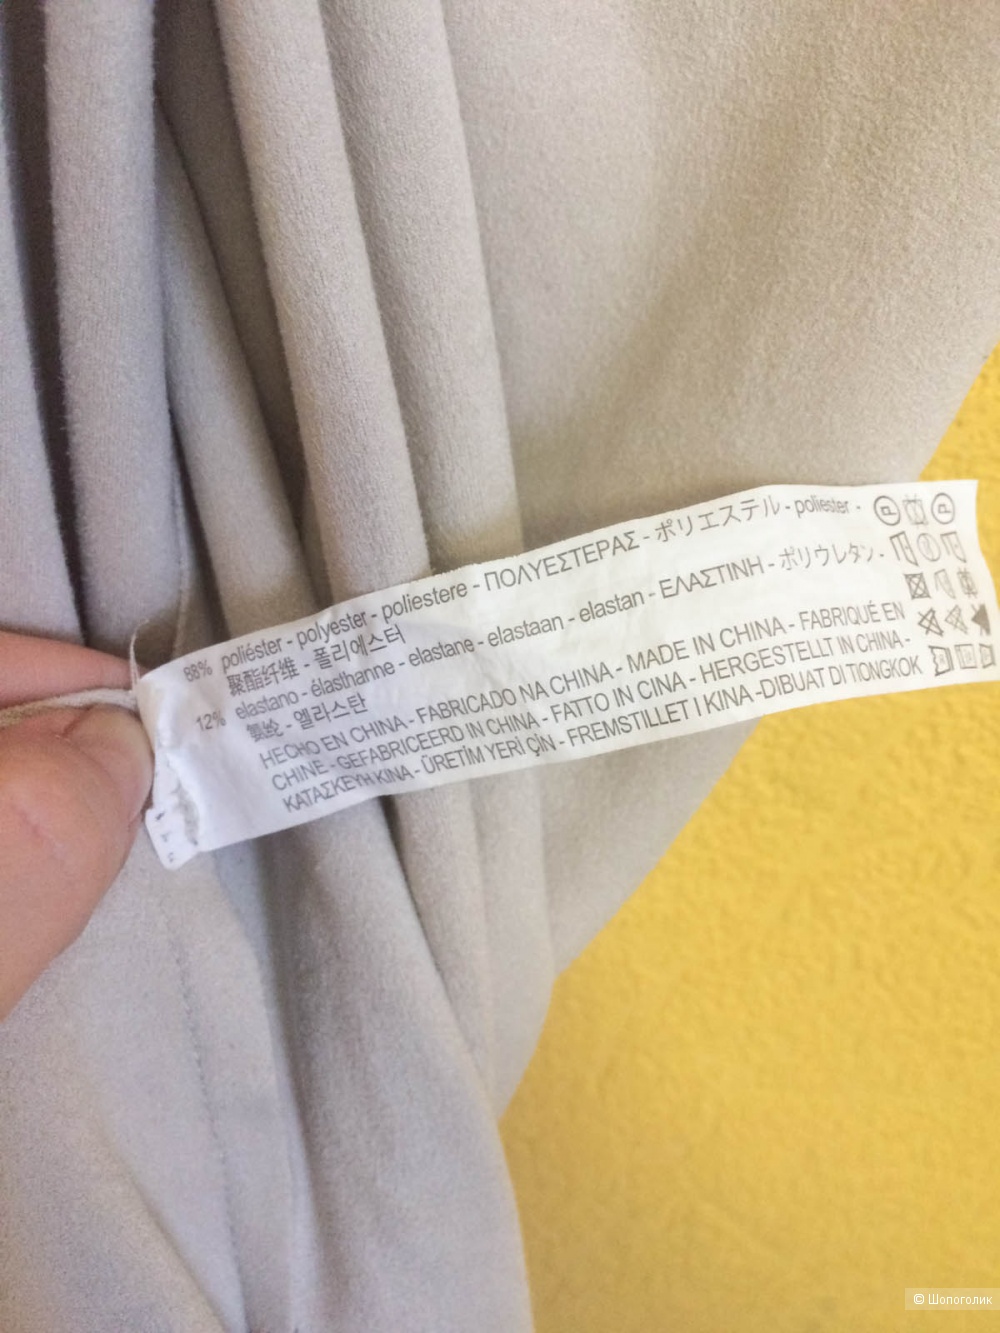 88% poliéster - polyester - poliestere - ΠΟΛΥΕΣΤΕΡΑΣ - ポリエステル - poliester -
聚酯纤维 - 폴리에스터
12% elastano - élasthanne - elastane - elastaan - elastan - ΕΛΑΣΤΙΝΗ - ポリウレタン -
氨纶 - 엘라스탄
HECHO EN CHINA - FABRICADO NA CHINA - MADE IN CHINA - FABRIQUÉ EN
CHINE - GEFABRICEERD IN CHINA - FATTO IN CINA - HERGESTELLT IN CHINA -
ΚΑΤΑΣΚΕΥΗ ΚΙΝΑ - ÜRETİM YERİ ÇİN - FREMSTILLET I KINA - DIBUAT DI TIONGKOK
© Шопоголик